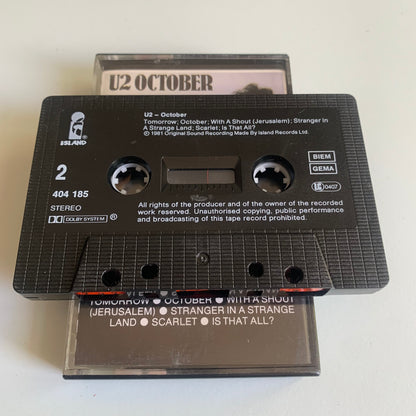 U2 OCTOBER
ISLAND
2
404 185
STEREO
DOLBY SYSTEM ®
U2 – October
Tomorrow; October; With A Shout (Jerusalem); Stranger In
A Strange Land; Scarlet; Is That All?
℗ 1981 Original Sound Recording Made By Island Records Ltd.
BIEM
GEMA
LC 0407
All rights of the producer and of the owner of the recorded
work reserved. Unauthorised copying, public performance
and broadcasting of this tape record prohibited.
TOMORROW ● OCTOBER ● WITH A SHOUT
(JERUSALEM) ● STRANGER IN A STRANGE
LAND ● SCARLET ● IS THAT ALL?